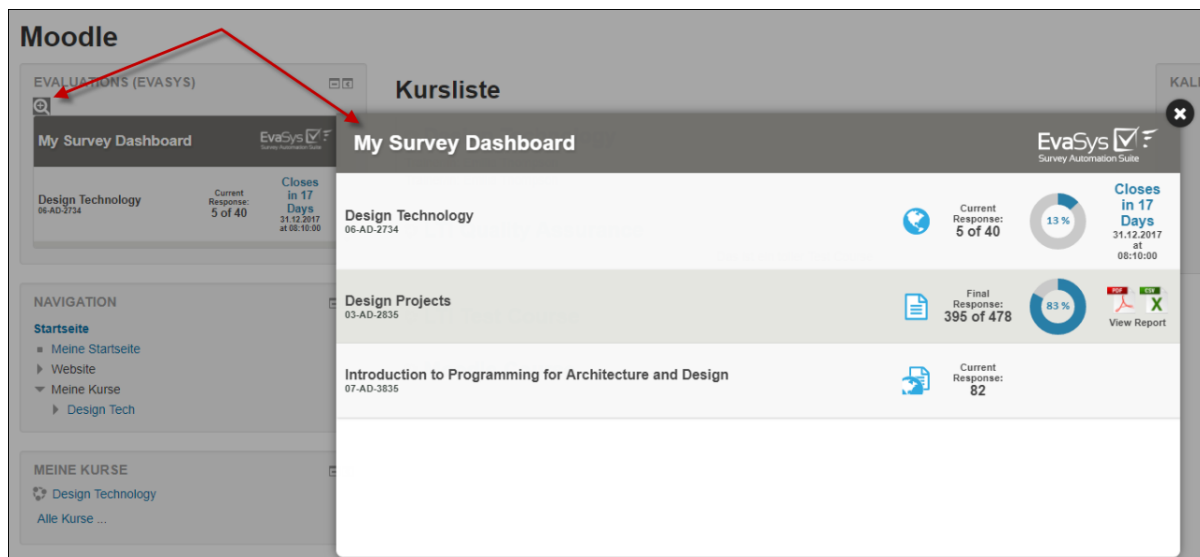 Moodle
EVALUATIONS (EVASYS)
My Survey Dashboard
EvaSys
Survey Automation Suite
Design Technology
06-AD-2734
Current
Response:
5 of 40
Closes
in 17
Days
31.12.2017
at 08:10:00
NAVIGATION
Startseite
Meine Startseite
Website
Meine Kurse
Design Tech
MEINE KURSE
Design Technology
Alle Kurse ...
Kursliste
KAL
My Survey Dashboard
EvaSys
Survey Automation Suite
Design Technology
06-AD-2734
Current
Response:
5 of 40
13 %
Closes
in 17
Days
31.12.2017
at
08:10:00
Design Projects
03-AD-2835
Final
Response:
395 of 478
83 %
PDF
CSV
View Report
Introduction to Programming for Architecture and Design
07-AD-3835
Current
Response:
82